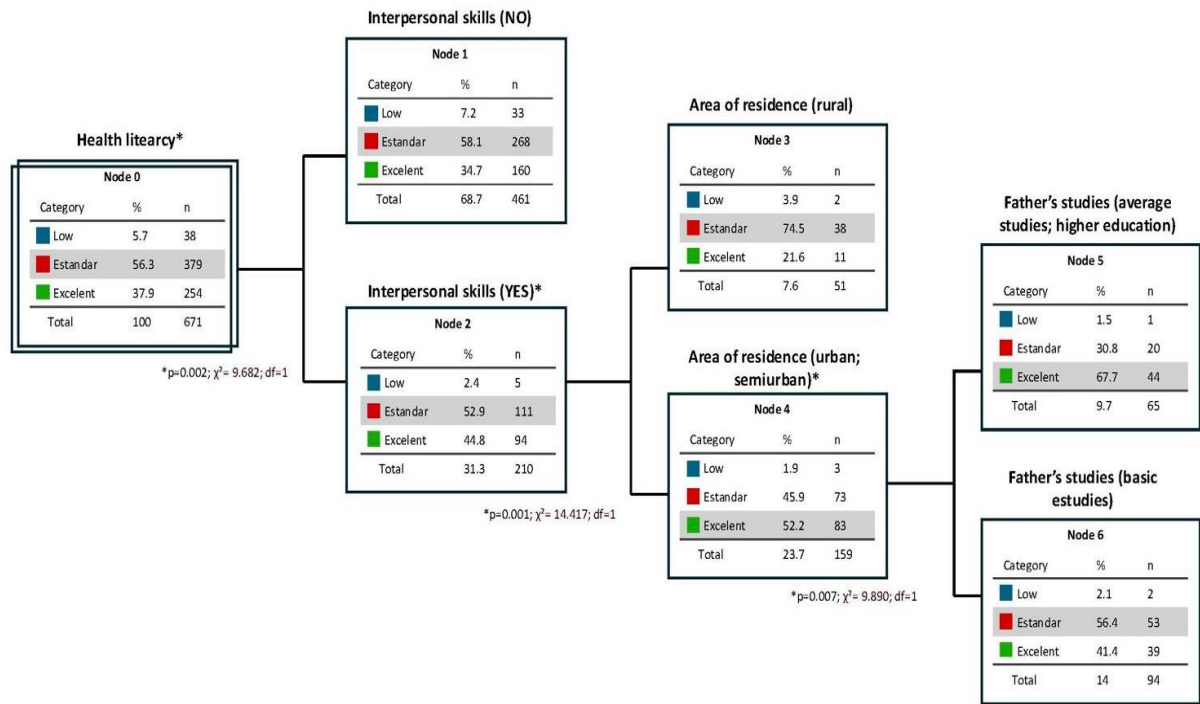 Health litearcy*
Node 0
Category % n
Low 5.7 38
Estandar 56.3 379
Excelent 37.9 254
Total 100 671
*p=0.002; χ²= 9.682; df=1
Interpersonal skills (NO)
Node 1
Category % n
Low 7.2 33
Estandar 58.1 268
Excelent 34.7 160
Total 68.7 461
Interpersonal skills (YES)*
Node 2
Category % n
Low 2.4 5
Estandar 52.9 111
Excelent 44.8 94
Total 31.3 210
*p=0.001; χ²= 14.417; df=1
Area of residence (rural)
Node 3
Category % n
Low 3.9 2
Estandar 74.5 38
Excelent 21.6 11
Total 7.6 51
Area of residence (urban;
semiurban)*
Node 4
Category % n
Low 1.9 3
Estandar 45.9 73
Excelent 52.2 83
Total 23.7 159
*p=0.007; χ²= 9.890; df=1
Father's studies (average
studies; higher education)
Node 5
Category % n
Low 1.5 1
Estandar 30.8 20
Excelent 67.7 44
Total 9.7 65
Father's studies (basic
estudies)
Node 6
Category % n
Low 2.1 2
Estandar 56.4 53
Excelent 41.4 39
Total 14 94